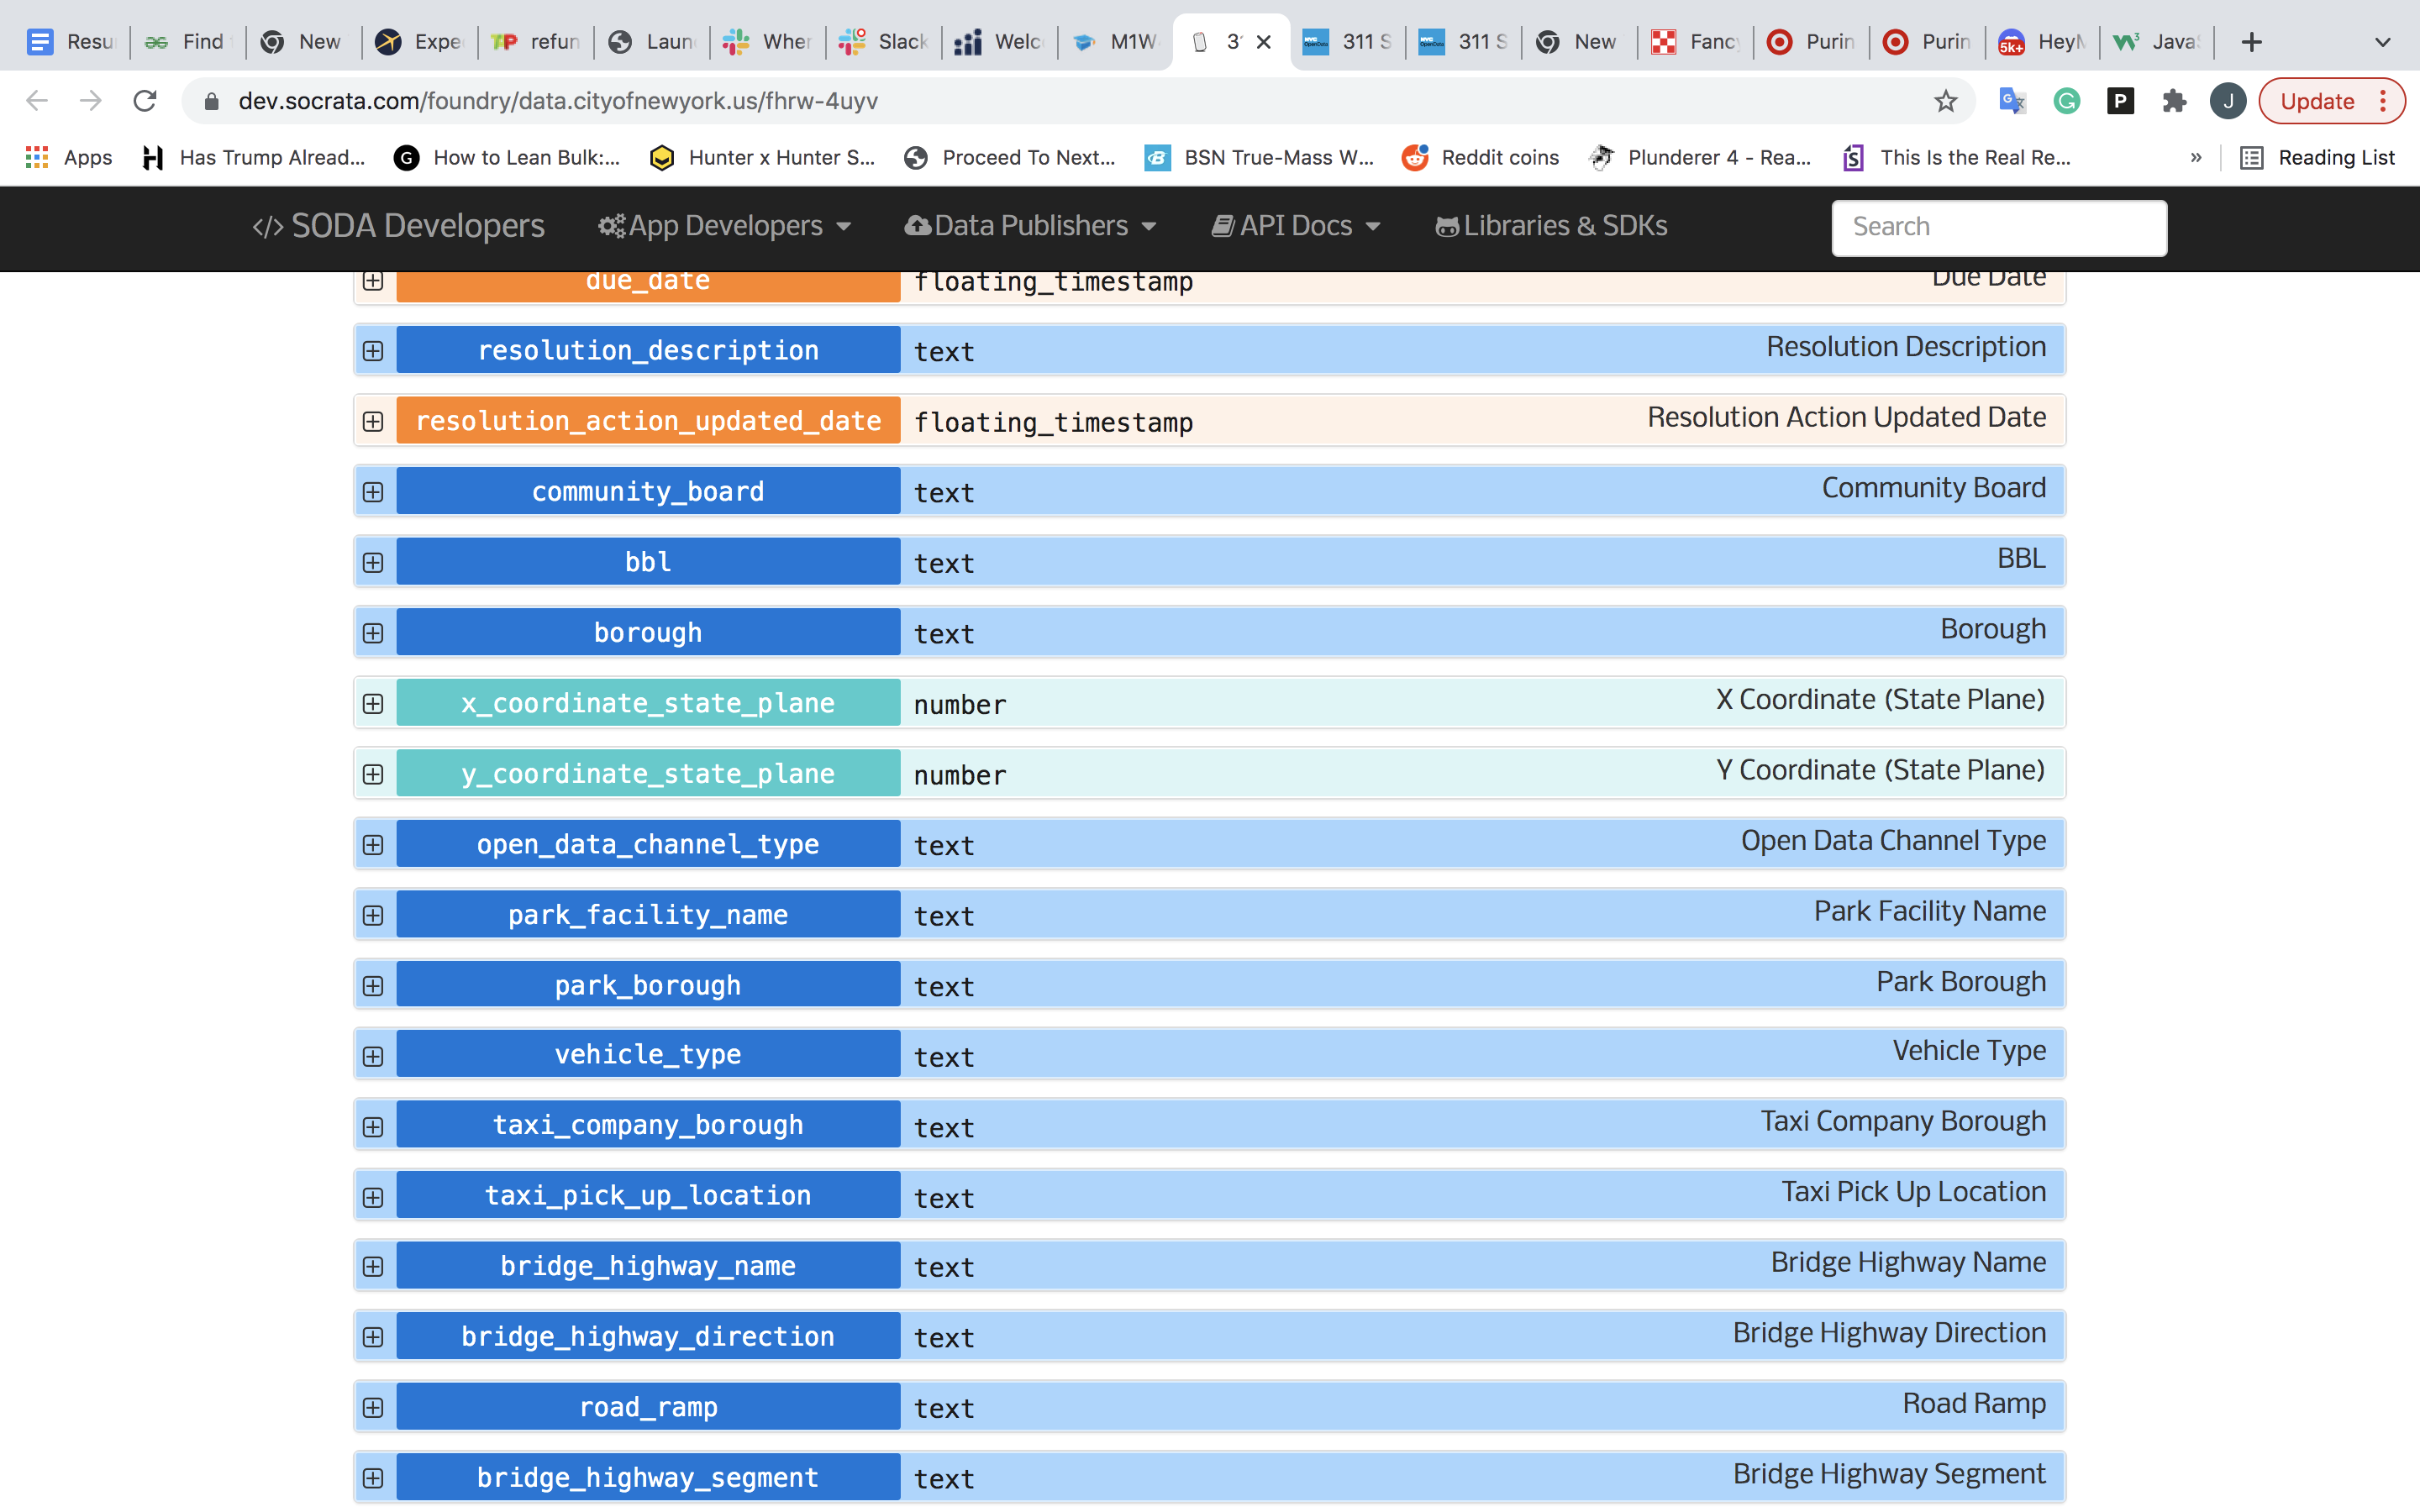 Resu Find New Expe refun Laun Wher Slack Welc M1W 3 311 S 311 S New Fancy Purin Purin HeyM Javas
dev.socrata.com/foundry/data.cityofnewyork.us/fhrw-4uyv J Update
Apps Has Trump Alread... How to Lean Bulk:... Hunter x Hunter S... Proceed To Next... BSN True-Mass W... Reddit coins Plunderer 4 - Rea... This Is the Real Re... » Reading List
</> SODA Developers App Developers Data Publishers API Docs Libraries & SDKs Search
due_date floating_timestamp Due Date
resolution_description text Resolution Description
resolution_action_updated_date floating_timestamp Resolution Action Updated Date
community_board text Community Board
bbl text BBL
borough text Borough
x_coordinate_state_plane number X Coordinate (State Plane)
y_coordinate_state_plane number Y Coordinate (State Plane)
open_data_channel_type text Open Data Channel Type
park_facility_name text Park Facility Name
park_borough text Park Borough
vehicle_type text Vehicle Type
taxi_company_borough text Taxi Company Borough
taxi_pick_up_location text Taxi Pick Up Location
bridge_highway_name text Bridge Highway Name
bridge_highway_direction text Bridge Highway Direction
road_ramp text Road Ramp
bridge_highway_segment text Bridge Highway Segment